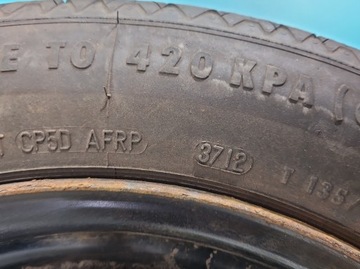 E TO 420 KPA (
CP5D AFRP 3712 T 135/